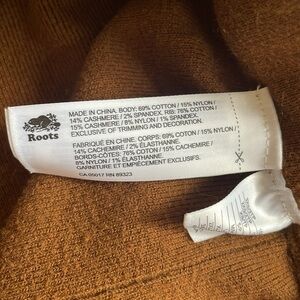 Roots
MADE IN CHINA. BODY: 69% COTTON / 15% NYLON /
14% CASHMERE / 2% SPANDEX. RIB: 76% COTTON /
15% CASHMERE / 8% NYLON / 1% SPANDEX.
EXCLUSIVE OF TRIMMING AND DECORATION.
FABRIQUÉ EN CHINE. CORPS: 69% COTON / 15% NYLON /
14% CACHEMIRE / 2% ÉLASTHANNE.
BORDS-CÔTES: 76% COTON / 15% CACHEMIRE /
8% NYLON / 1% ÉLASTHANNE.
GARNITURE ET EMPIÈCEMENT EXCLUSIFS.
CA 05017 RN 89323